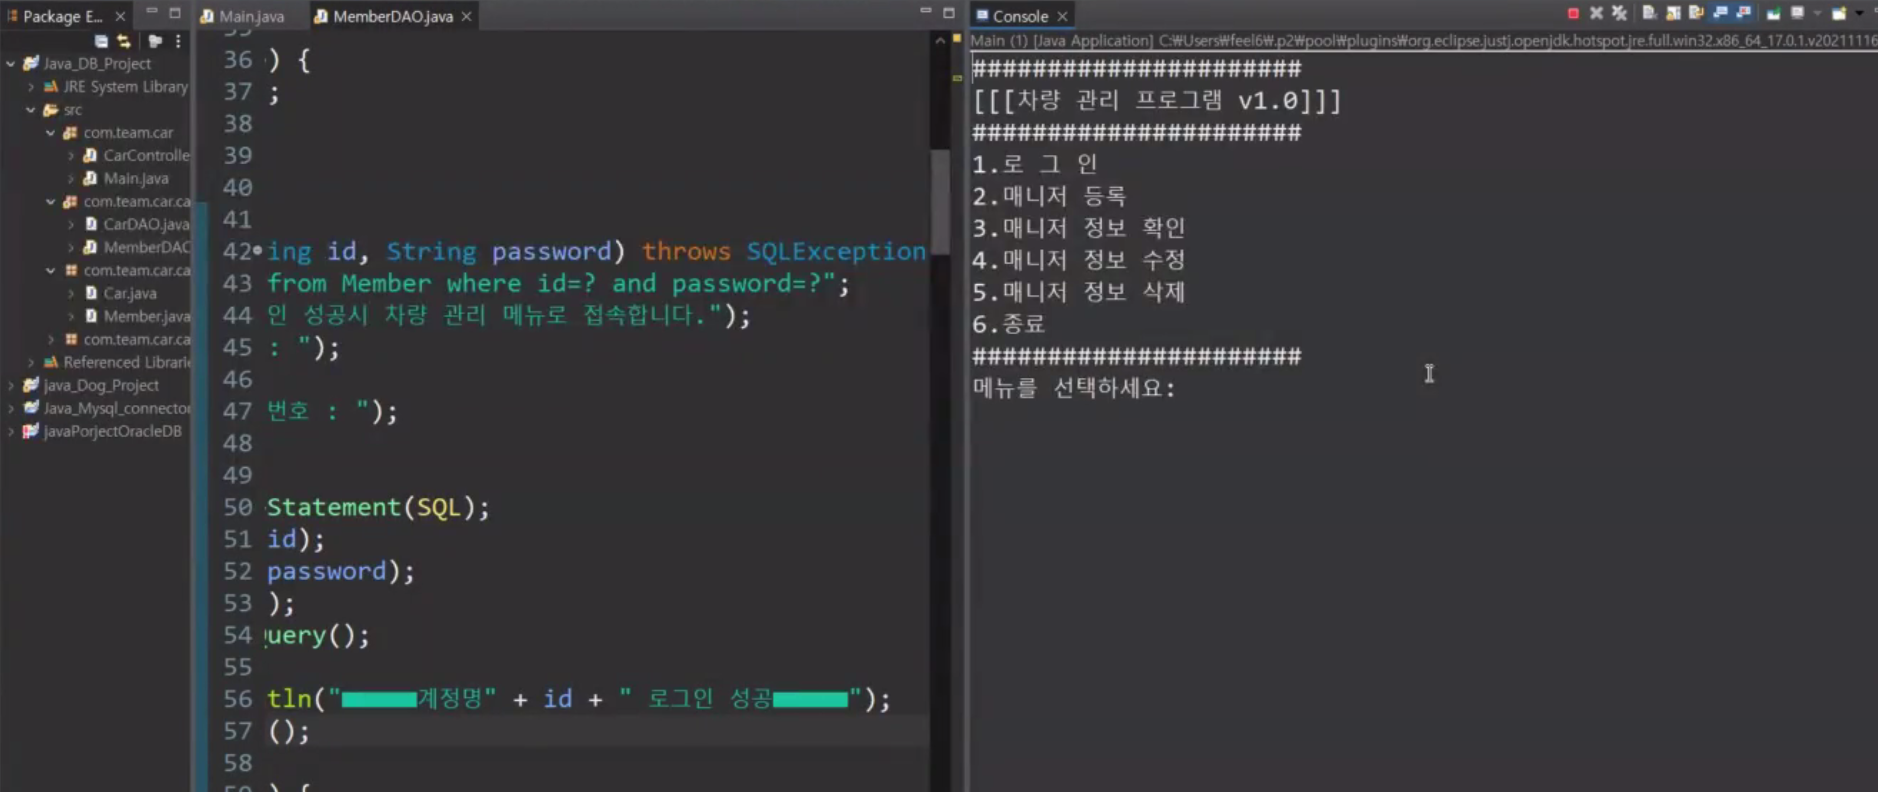 Package E...
Java_DB_Project
JRE System Library
src
com.team.car
CarControlle
Main.java
com.team.car.ca
CarDAO.java
MemberDAC
com.team.car.ca
Car.java
Member.java
com.team.car.ca
Referenced Librari
java_Dog_Project
Java_Mysql_connector
javaPorjectOracleDB
Main.java
MemberDAO.java
36 ) {
37 ;
38
39
40
41
42 ing id, String password) throws SQLException
43 from Member where id=? and password=?";
44 인 성공시 차량 관리 메뉴로 접속합니다.");
45 : ");
46
47 번호 : ");
48
49
50 Statement(SQL);
51 id);
52 password);
53 );
54 uery();
55
56 tln("■■■■■계정명" + id + " 로그인 성공■■■■■");
57 ();
58
) {
Console
Main (1) [Java Application] C:₩Users₩feel6₩.p2₩pool₩plugins₩org.eclipse.justj.openjdk.hotspot.jre.full.win32.x86_64_17.0.1.v20211116
######################
[[[차량 관리 프로그램 v1.0]]]
######################
1.로 그 인
2.매니저 등록
3.매니저 정보 확인
4.매니저 정보 수정
5.매니저 정보 삭제
6.종료
######################
메뉴를 선택하세요: